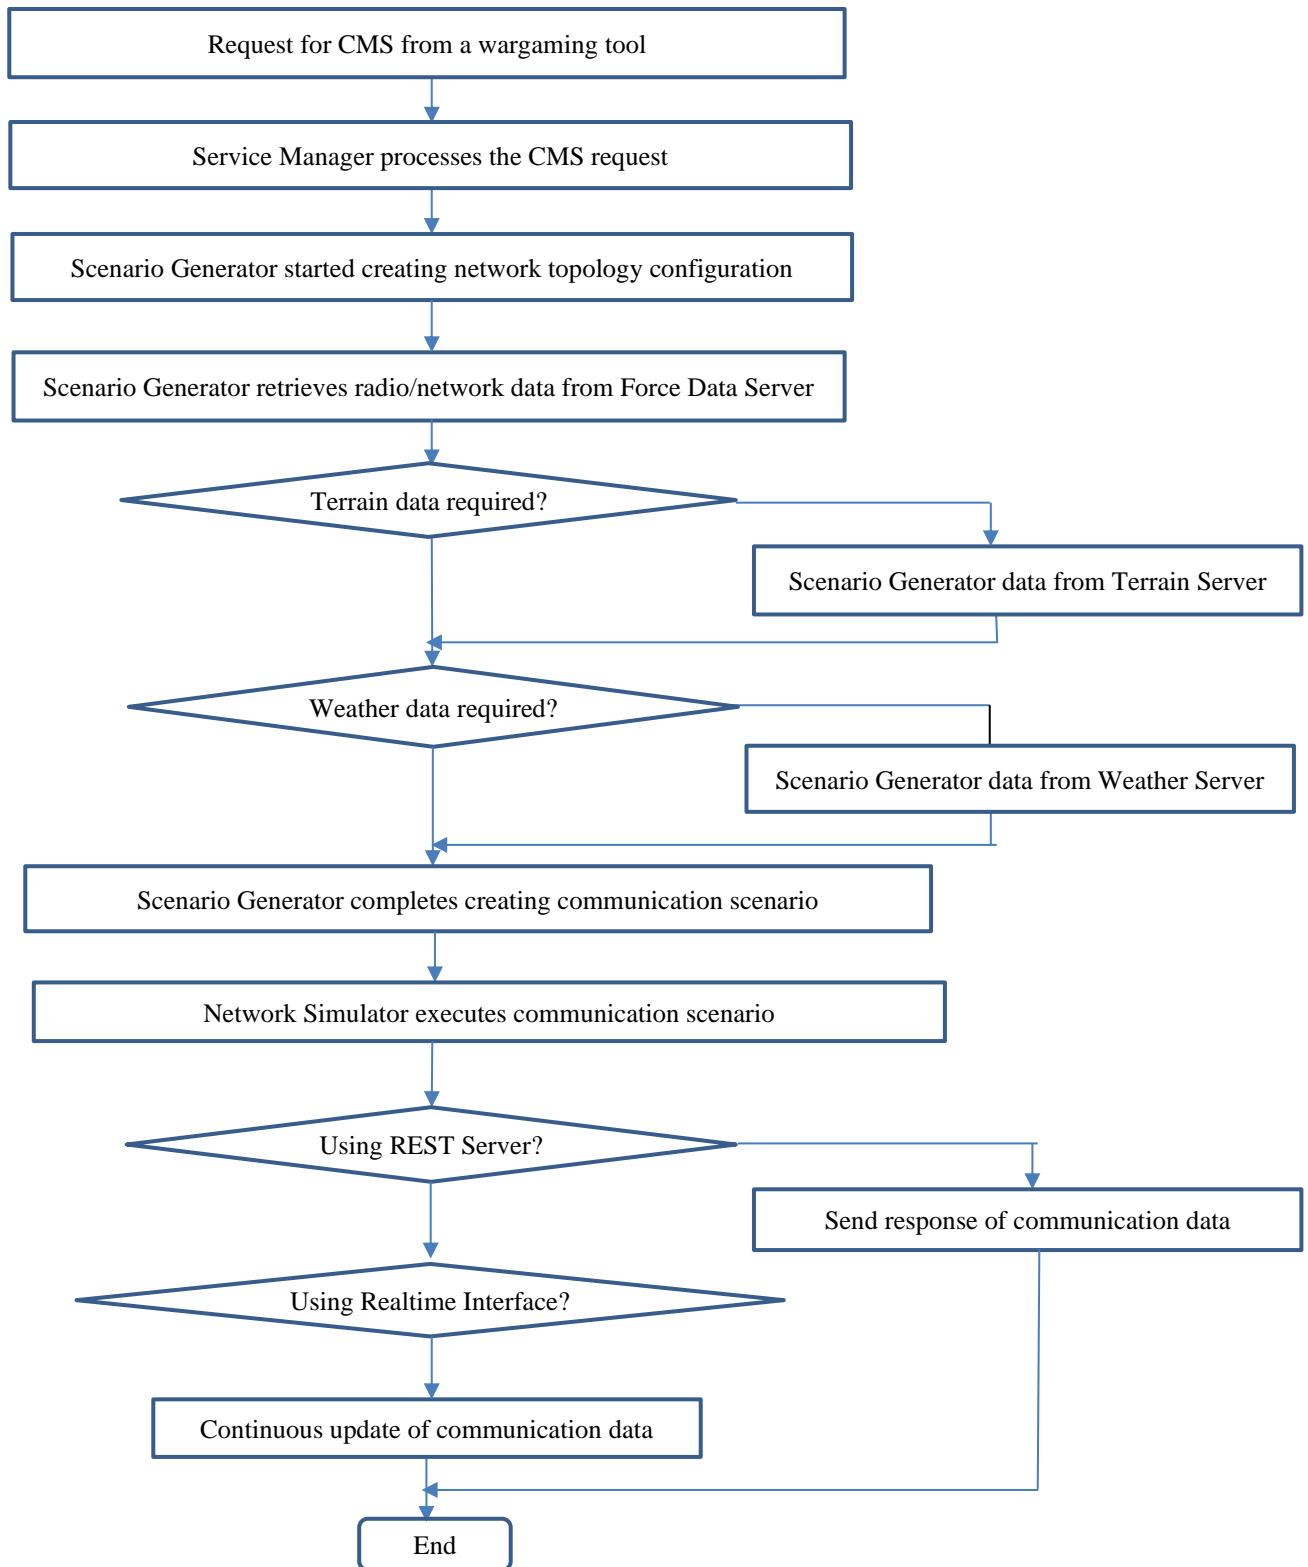 Request for CMS from a wargaming tool
Service Manager processes the CMS request
Scenario Generator started creating network topology configuration
Scenario Generator retrieves radio/network data from Force Data Server
Terrain data required?
Scenario Generator data from Terrain Server
Weather data required?
Scenario Generator data from Weather Server
Scenario Generator completes creating communication scenario
Network Simulator executes communication scenario
Using REST Server?
Send response of communication data
Using Realtime Interface?
Continuous update of communication data
End